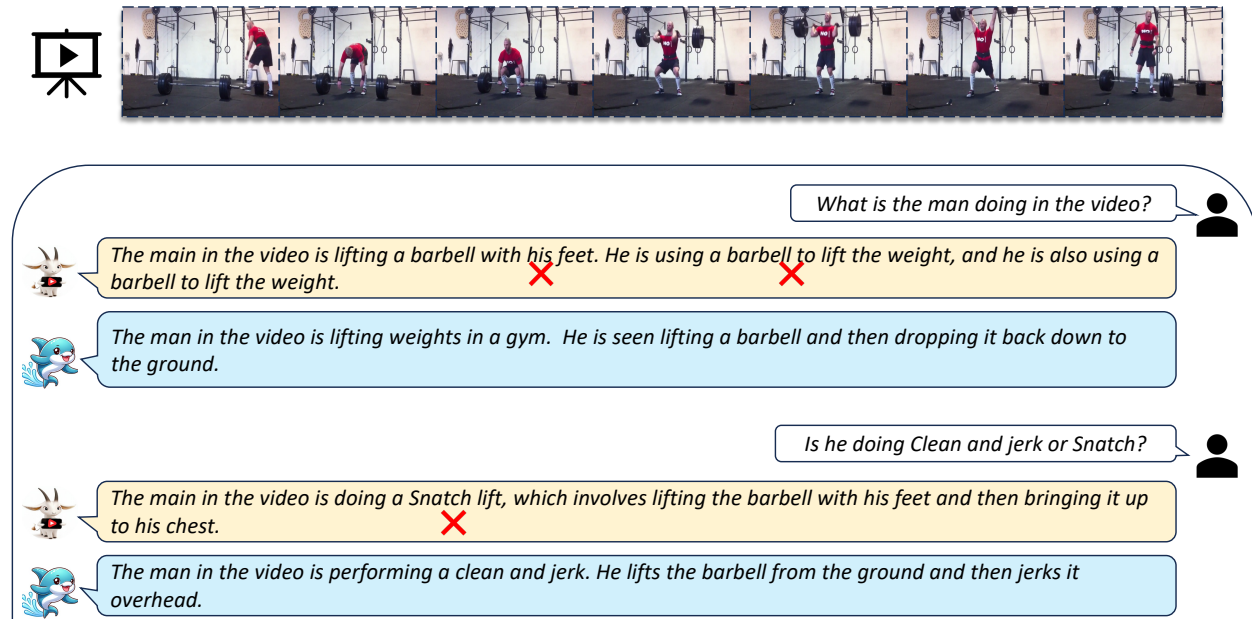 What is the man doing in the video?
The main in the video is lifting a barbell with his feet. He is using a barbell to lift the weight, and he is also using a
barbell to lift the weight.
The man in the video is lifting weights in a gym. He is seen lifting a barbell and then dropping it back down to
the ground.
Is he doing Clean and jerk or Snatch?
The main in the video is doing a Snatch lift, which involves lifting the barbell with his feet and then bringing it up
to his chest.
The man in the video is performing a clean and jerk. He lifts the barbell from the ground and then jerks it
overhead.